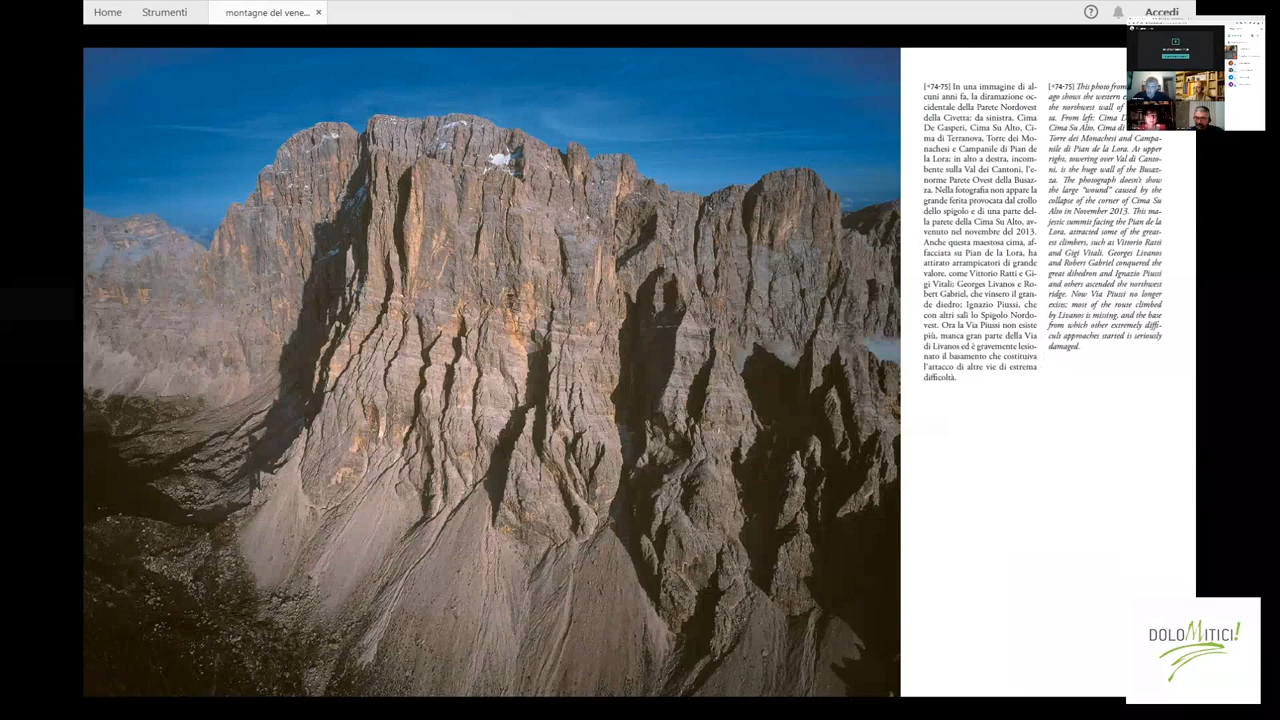 Home
Strumenti
montagne del vene... ×
Accedi
[«74-75] In una immagine di al-
cuni anni fa, la diramazione oc-
cidentale della Parete Nordovest
della Civetta: da sinistra, Cima
De Gasperi, Cima Su Alto, Ci-
ma di Terranova, Torre dei Mo-
nachesi e Campanile di Pian de
la Lora; in alto a destra, incom-
bente sulla Val dei Cantoni, l'e-
norme Parete Ovest della Busaz-
za. Nella fotografia non appare la
grande ferita provocata dal crollo
dello spigolo e di una parte del-
la parete della Cima Su Alto, av-
venuto nel novembre del 2013.
Anche questa maestosa cima, af-
facciata su Pian de la Lora, ha
attirato arrampicatori di grande
valore, come Vittorio Ratti e Gi-
gi Vitali; Georges Livanos e Ro-
bert Gabriel, che vinsero il gran-
de diedro; Ignazio Piussi, che
con altri salì lo Spigolo Nordo-
vest. Ora la Via Piussi non esiste
più, manca gran parte della Via
di Livanos ed è gravemente lesio-
nato il basamento che costituiva
l'attacco di altre vie di estrema
difficoltà.
[«74-75] This photo from
ago shows the western
the northwest wall of
ta. From left: Cima D
Cima Su Alto, Cima di
Torre dei Monachesi and Campa-
nile di Pian de la Lora. At upper
right, towering over Val di Canto-
ni, is the huge wall of the Busaz-
za. The photograph doesn't show
the large "wound" caused by the
collapse of the corner of Cima Su
Alto in November 2013. This ma-
jestic summit facing the Pian de la
Lora, attracted some of the great-
est climbers, such as Vittorio Ratti
and Gigi Vitali. Georges Livanos
and Robert Gabriel conquered the
great dihedron and Ignazio Piussi
and others ascended the northwest
ridge. Now Via Piussi no longer
exists; most of the route climbed
by Livanos is missing, and the base
from which other extremely diffi-
cult approaches started is seriously
damaged.
DOLOMITICI!